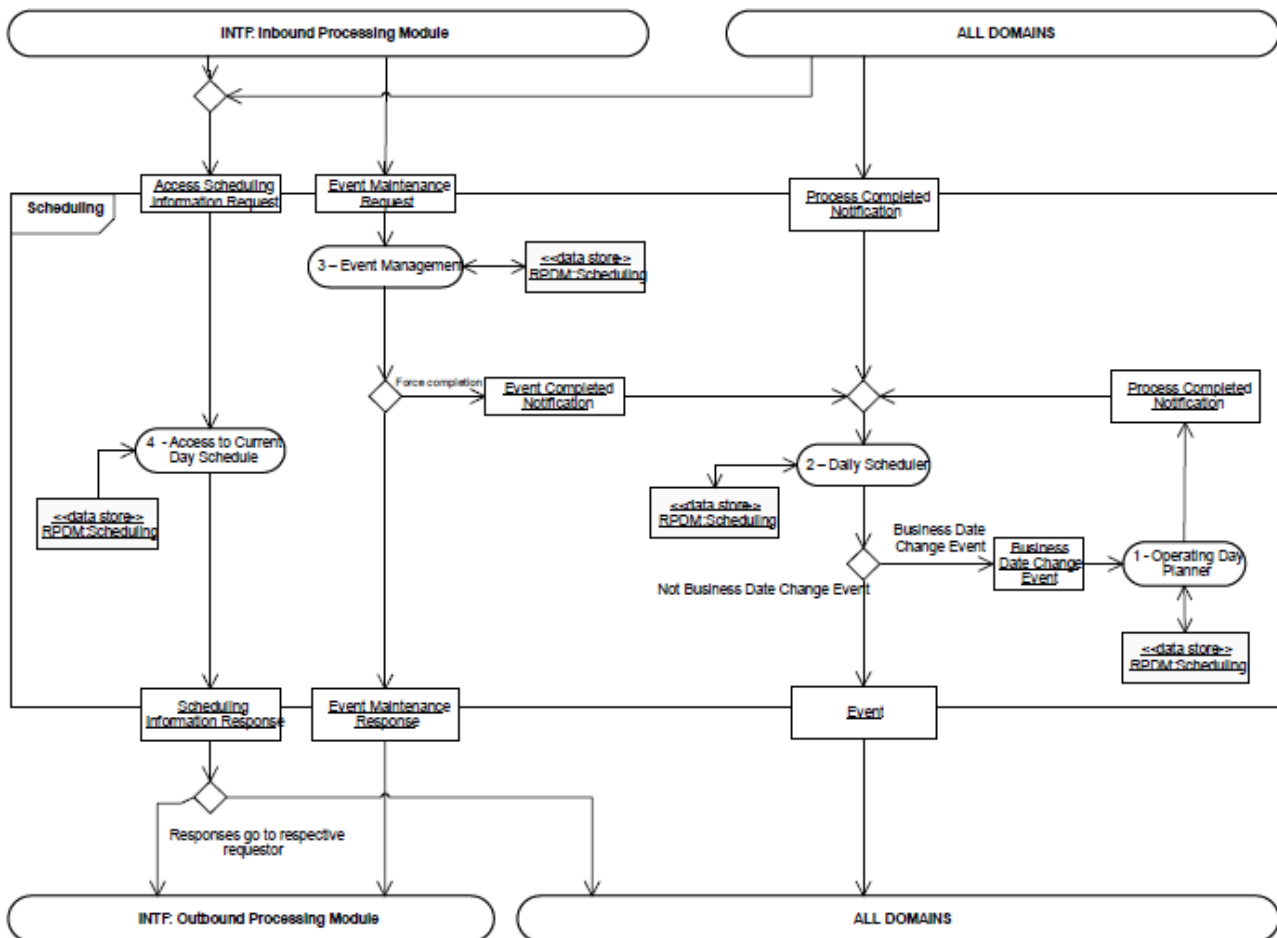 INTF: Inbound Processing Module
ALL DOMAINS
Scheduling
Access Scheduling
Information Request
Event Maintenance
Request
Process Completed
Notification
3 – Event Management
<<data store>>
RPDM:Scheduling
Force completion
Event Completed
Notification
Process Completed
Notification
4 - Access to Current
Day Schedule
2 – Daily Scheduler
<<data store>>
RPDM:Scheduling
<<data store>>
RPDM:Scheduling
Business Date
Change Event
Business
Date Change
Event
1 - Operating Day
Planner
Not Business Date Change Event
<<data store>>
RPDM:Scheduling
Scheduling
Information Response
Event Maintenance
Response
Event
Responses go to respective
requestor
INTF: Outbound Processing Module
ALL DOMAINS